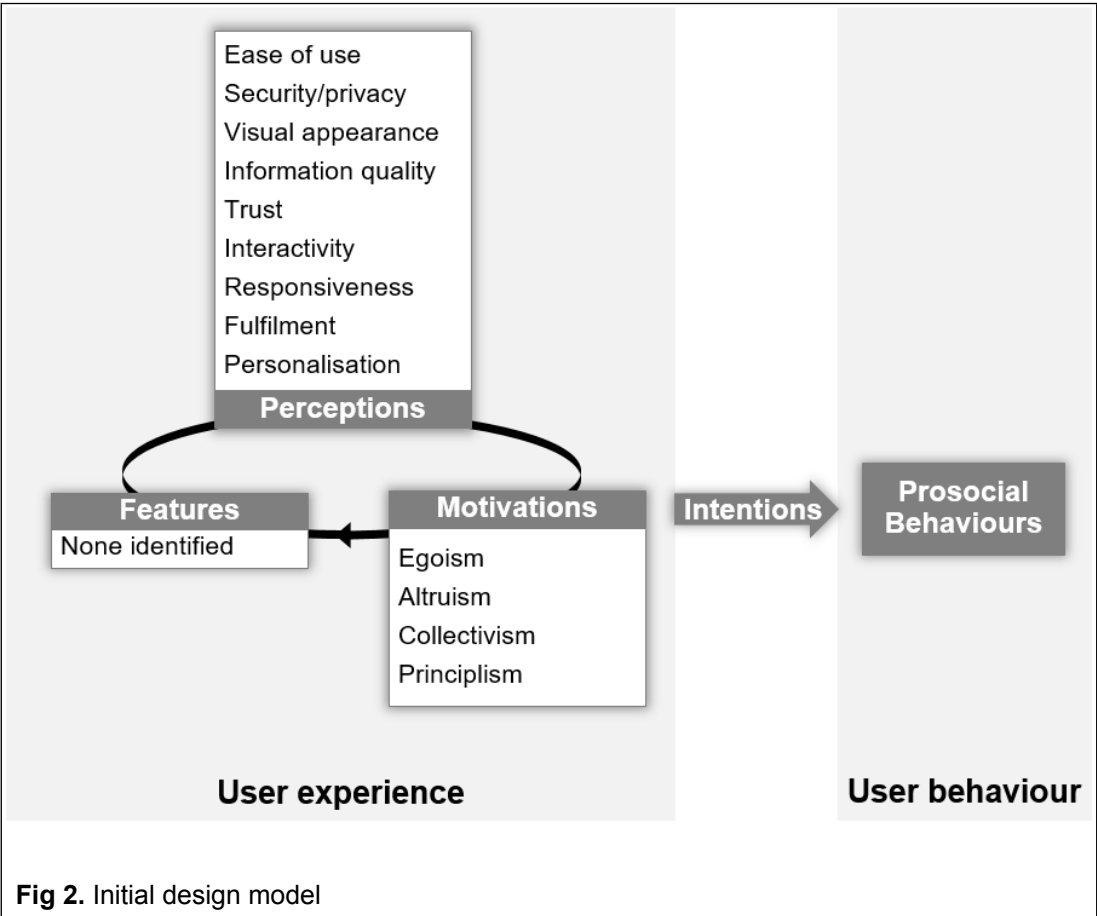 Ease of use
Security/privacy
Visual appearance
Information quality
Trust
Interactivity
Responsiveness
Fulfilment
Personalisation
Perceptions
Features
None identified
Motivations
Egoism
Altruism
Collectivism
Principlism
Intentions
Prosocial
Behaviours
User experience
User behaviour
Fig 2. Initial design model